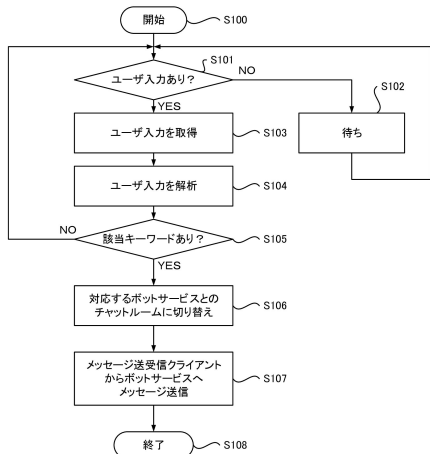 開始
S100
ユーザ入力あり？
S101
NO
S102
YES
ユーザ入力を取得
S103
待ち
ユーザ入力を解析
S104
NO
該当キーワードあり？
S105
YES
対応するボットサービスとの
チャットルームに切り替え
S106
メッセージ送受信クライアント
からボットサービスへ
メッセージ送信
S107
終了
S108